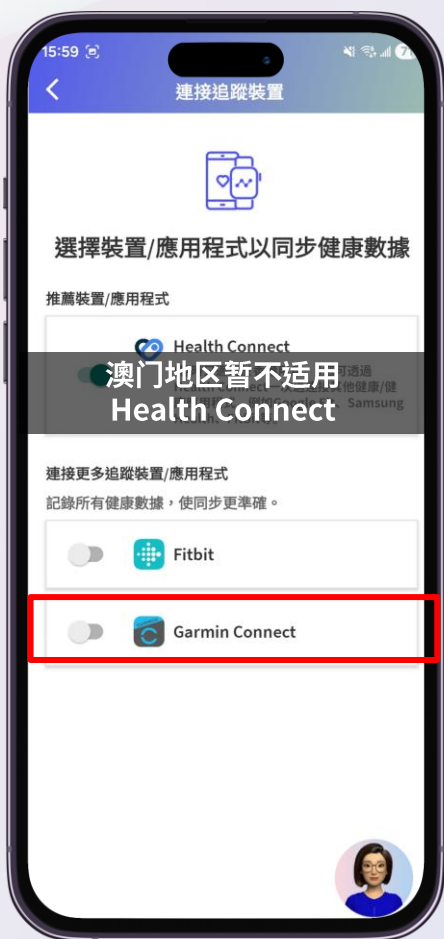 15:59
連接追蹤裝置
選擇裝置/應用程式以同步健康數據
推薦裝置/應用程式
Health Connect
澳门地区暂不适用
Health Connect
連接更多追蹤裝置/應用程式
記錄所有健康數據，使同步更準確。
Fitbit
Garmin Connect